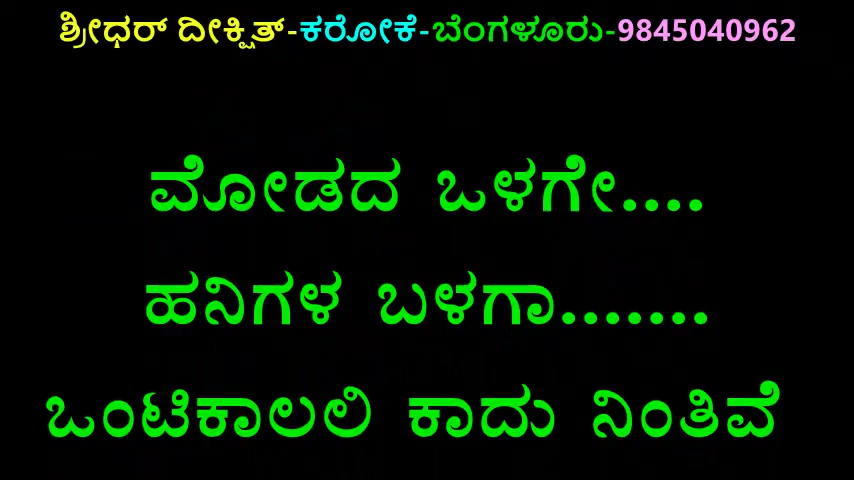 ಶ್ರೀಧರ್ ದೀಕ್ಷಿತ್-ಕರೋಕೆ-ಬೆಂಗಳೂರು-9845040962
ಮೋಡದ ಒಳಗೇ....
ಹನಿಗಳ ಬಳಗಾ.......
ಒಂಟಿಕಾಲಲಿ ಕಾದು ನಿಂತಿವೆ